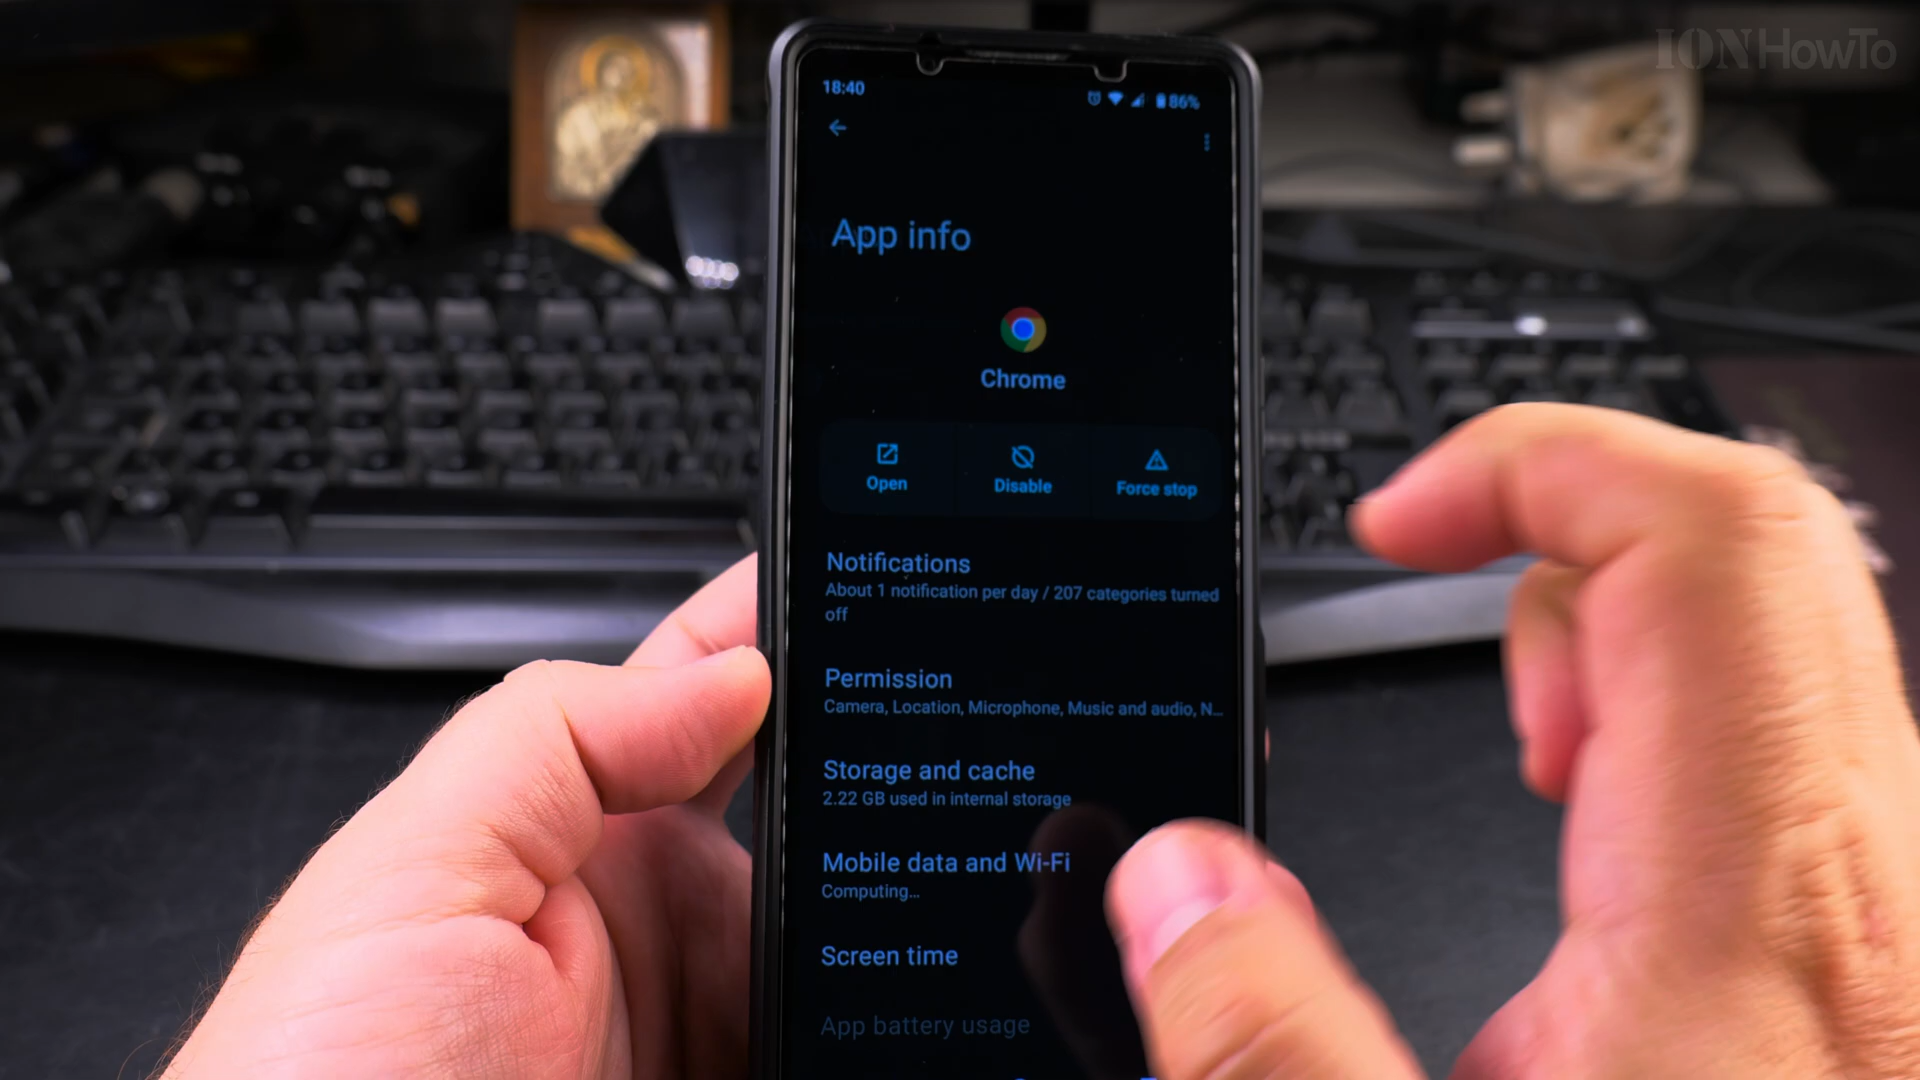 IONHowTo
18:40
86%
App info
Chrome
Open
Disable
Force stop
Notifications
About 1 notification per day / 207 categories turned
off
Permission
Camera, Location, Microphone, Music and audio, N...
Storage and cache
2.22 GB used in internal storage
Mobile data and Wi-Fi
Computing...
Screen time
App battery usage